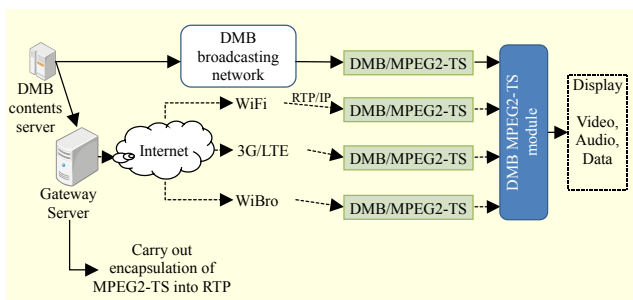 DMB
contents
server
DMB
broadcasting
network
DMB/MPEG2-TS
WiFi
RTP/IP
DMB/MPEG2-TS
Internet
3G/LTE
DMB/MPEG2-TS
WiBro
DMB/MPEG2-TS
DMB MPEG2-TS
module
Display
Video,
Audio,
Data
Gateway
Server
Carry out
encapsulation of
MPEG2-TS into RTP